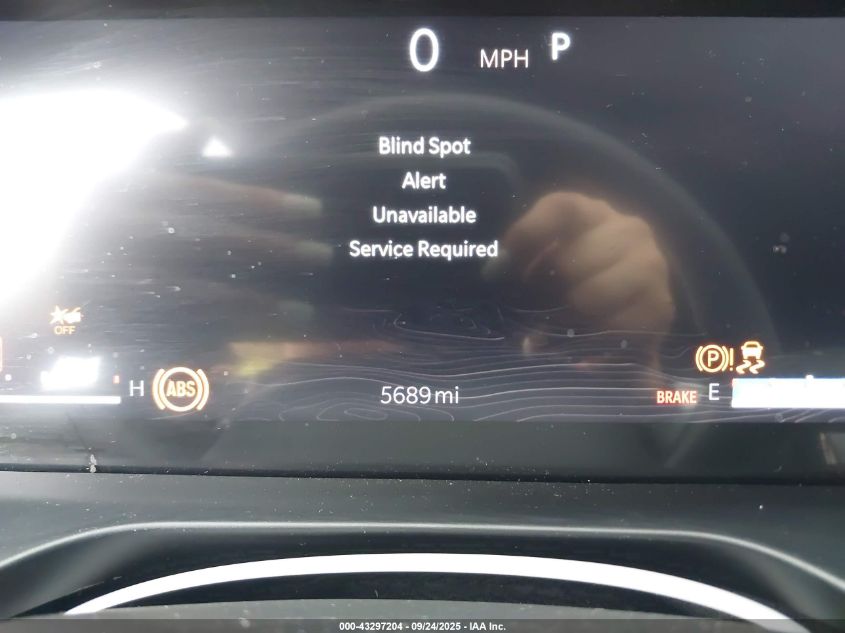 0 MPH P
Blind Spot
Alert
Unavailable
Service Required
OFF
H ABS 5689 mi BRAKE E
P !
000-43297204 - 09/24/2025 - IAA Inc.